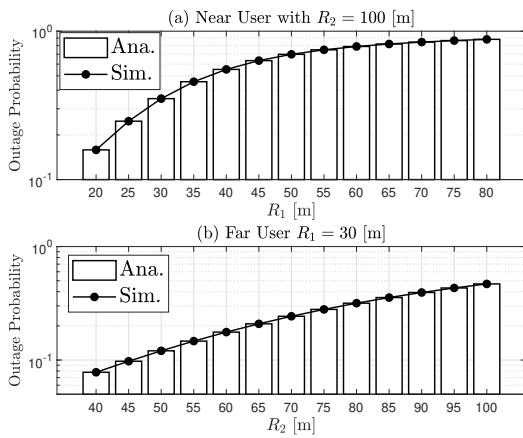 (a) Near User with R₂ = 100 [m]
10⁰
Ana.
Sim.
Outage Probability
10⁻¹
20 25 30 35 40 45 50 55 60 65 70 75 80
R₁ [m]
(b) Far User R₁ = 30 [m]
10⁰
Ana.
Sim.
Outage Probability
10⁻¹
40 45 50 55 60 65 70 75 80 85 90 95 100
R₂ [m]